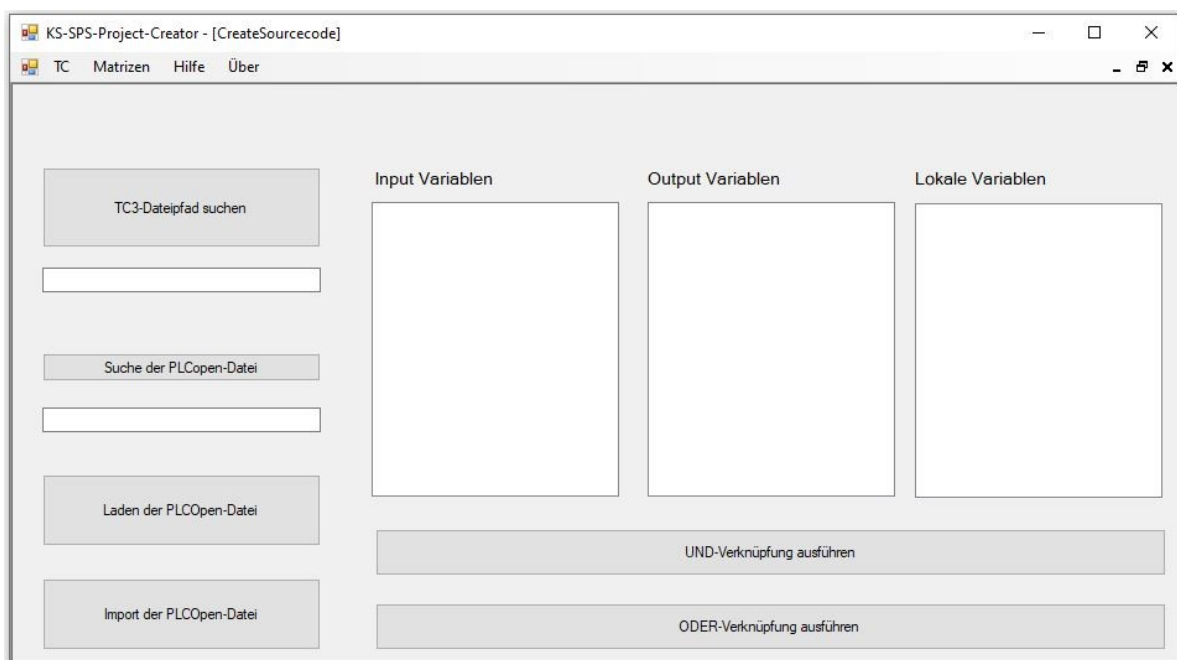 KS-SPS-Project-Creator - [CreateSourcecode]
TC Matrizen Hilfe Über
TC3-Dateipfad suchen
Suche der PLCopen-Datei
Laden der PLCOpen-Datei
Import der PLCOpen-Datei
Input Variablen
Output Variablen
Lokale Variablen
UND-Verknüpfung ausführen
ODER-Verknüpfung ausführen